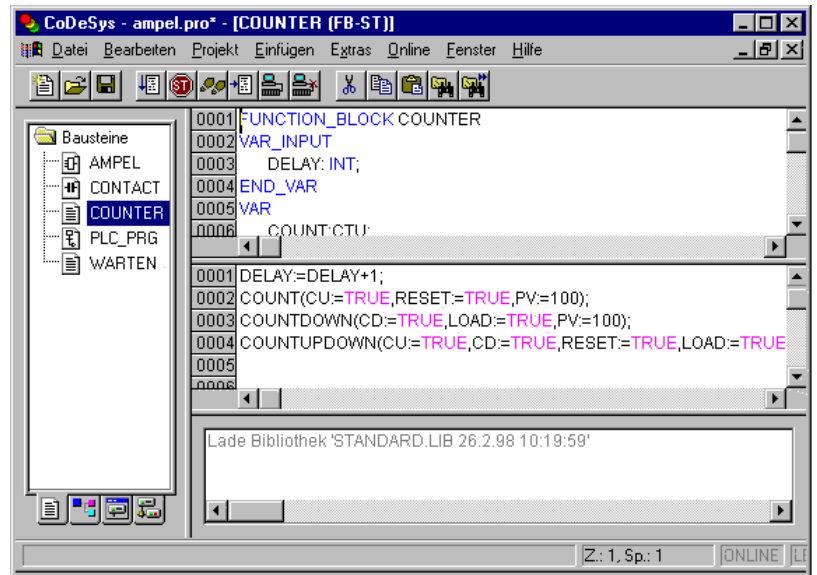 CoDeSys - ampel.pro* - [COUNTER (FB-ST)]
Datei Bearbeiten Projekt Einfügen Extras Online Fenster Hilfe
Bausteine
AMPEL
CONTACT
COUNTER
PLC_PRG
WARTEN
0001 FUNCTION_BLOCK COUNTER
0002 VAR_INPUT
0003 DELAY: INT;
0004 END_VAR
0005 VAR
0006 COUNT:CTU;
0001 DELAY:=DELAY+1;
0002 COUNT(CU:=TRUE,RESET:=TRUE,PV:=100);
0003 COUNTDOWN(CD:=TRUE,LOAD:=TRUE,PV:=100);
0004 COUNTUPDOWN(CU:=TRUE,CD:=TRUE,RESET:=TRUE,LOAD:=TRUE
0005
0006
Lade Bibliothek 'STANDARD.LIB 26.2.98 10:19:59'
Z.: 1, Sp.: 1 ONLINE